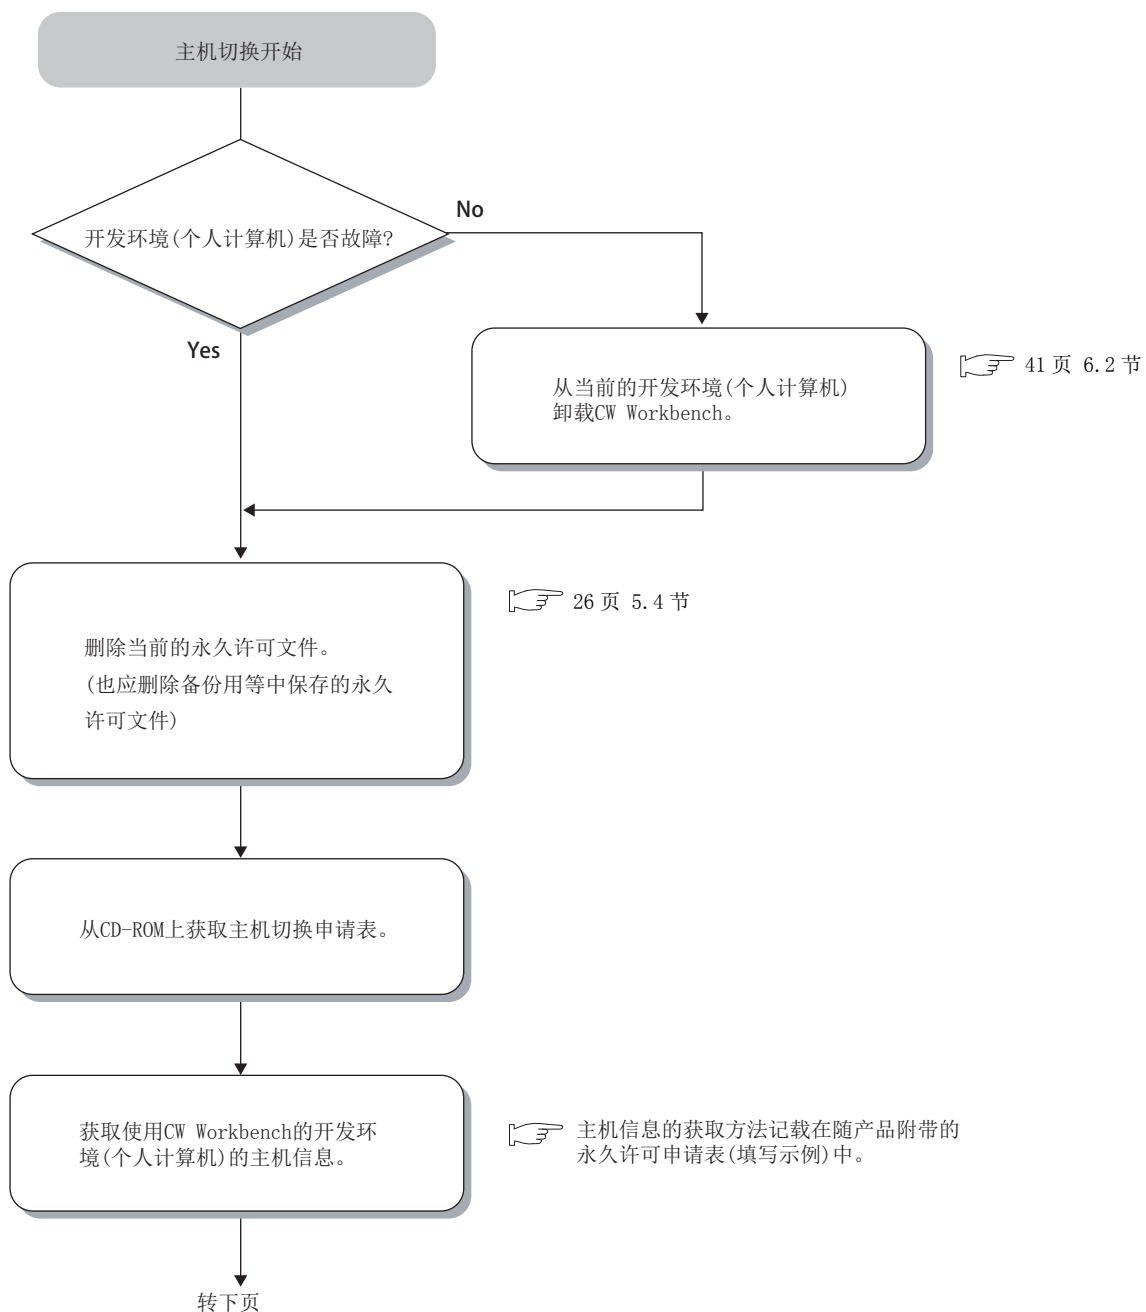 主机切换开始
开发环境(个人计算机)是否故障?
No
Yes
从当前的开发环境(个人计算机)
卸载CW Workbench。
41 页 6.2 节
删除当前的永久许可文件。
(也应删除备份用等中保存的永久
许可文件)
26 页 5.4 节
从CD-ROM上获取主机切换申请表。
获取使用CW Workbench的开发环
境(个人计算机)的主机信息。
主机信息的获取方法记载在随产品附带的
永久许可申请表(填写示例)中。
转下页